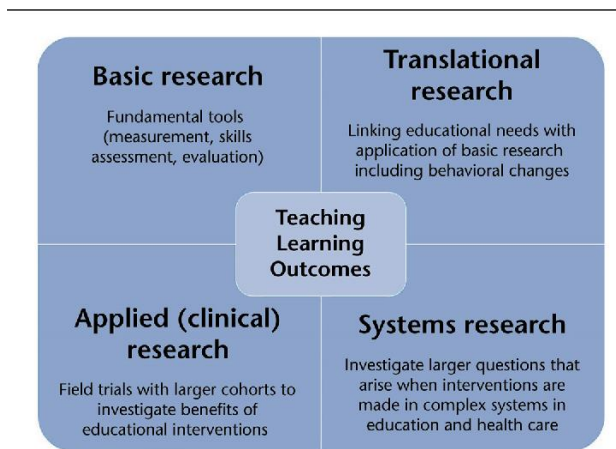 Basic research
Fundamental tools
(measurement, skills
assessment, evaluation)
Translational
research
Linking educational needs with
application of basic research
including behavioral changes
Teaching
Learning
Outcomes
Applied (clinical)
research
Field trials with larger cohorts to
investigate benefits of
educational interventions
Systems research
Investigate larger questions that
arise when interventions are
made in complex systems in
education and health care